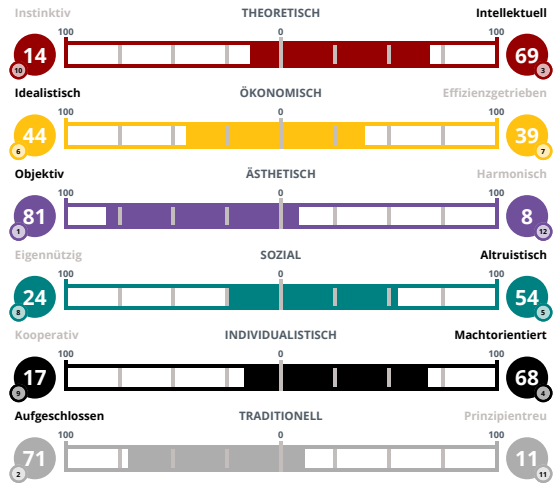 Instinktiv THEORETISCH Intellektuell
100 0 100
14 69
10 3
Idealistisch ÖKONOMISCH Effizienzgetrieben
100 0 100
44 39
6 7
Objektiv ÄSTHETISCH Harmonisch
100 0 100
81 8
1 12
Eigennützig SOZIAL Altruistisch
100 0 100
24 54
8 5
Kooperativ INDIVIDUALISTISCH Machtorientiert
100 0 100
17 68
9 4
Aufgeschlossen TRADITIONELL Prinzipientreu
100 0 100
71 11
2 11